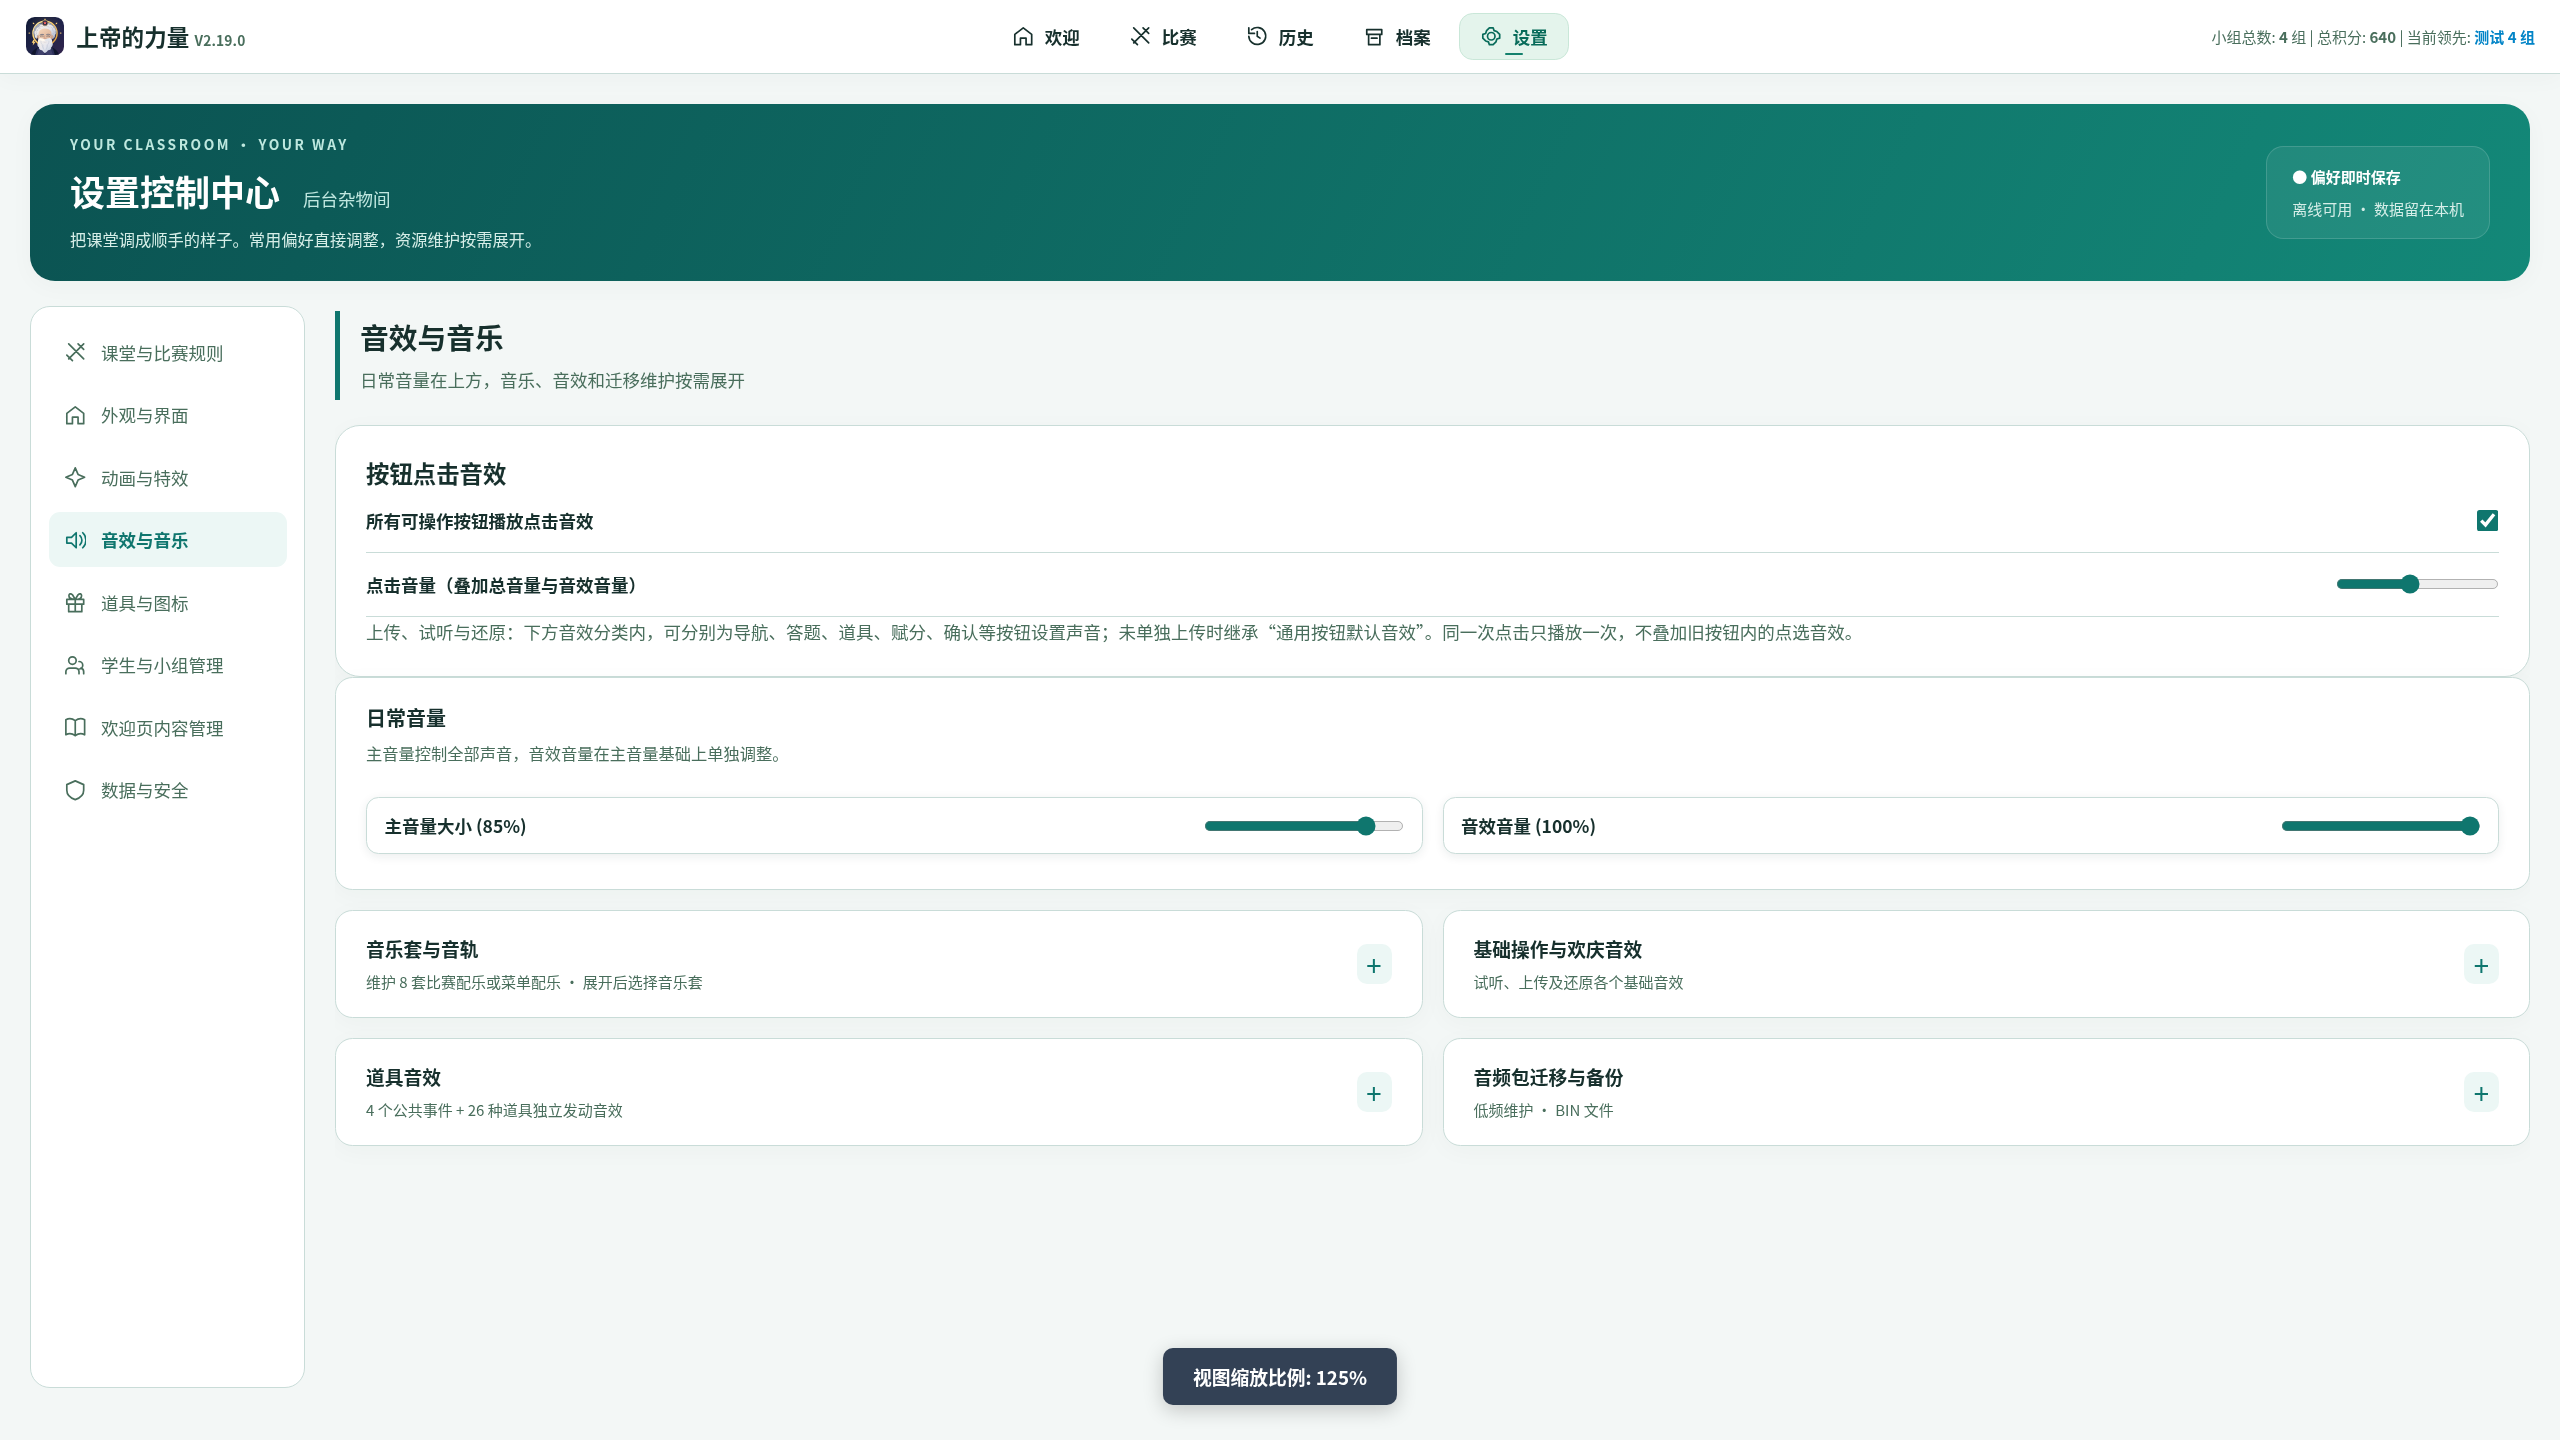 上帝的力量 V2.19.0
欢迎
比赛
历史
档案
设置
小组总数: 4 组 | 总积分: 640 | 当前领先: 测试 4 组
YOUR CLASSROOM · YOUR WAY
设置控制中心 后台杂物间
把课堂调成顺手的样子。常用偏好直接调整，资源维护按需展开。
● 偏好即时保存
离线可用 · 数据留在本机
课堂与比赛规则
外观与界面
动画与特效
音效与音乐
道具与图标
学生与小组管理
欢迎页内容管理
数据与安全
音效与音乐
日常音量在上方，音乐、音效和迁移维护按需展开
按钮点击音效
所有可操作按钮播放点击音效
点击音量（叠加总音量与音效音量）
上传、试听与还原：下方音效分类内，可分别为导航、答题、道具、赋分、确认等按钮设置声音；未单独上传时继承“通用按钮默认音效”。同一次点击只播放一次，不叠加旧按钮内的点选音效。
日常音量
主音量控制全部声音，音效音量在主音量基础上单独调整。
主音量大小 (85%)
音效音量 (100%)
音乐套与音轨
维护 8 套比赛配乐或菜单配乐 · 展开后选择音乐套
+
基础操作与欢庆音效
试听、上传及还原各个基础音效
+
道具音效
4 个公共事件 + 26 种道具独立发动音效
+
音频包迁移与备份
低频维护 · BIN 文件
+
视图缩放比例: 125%